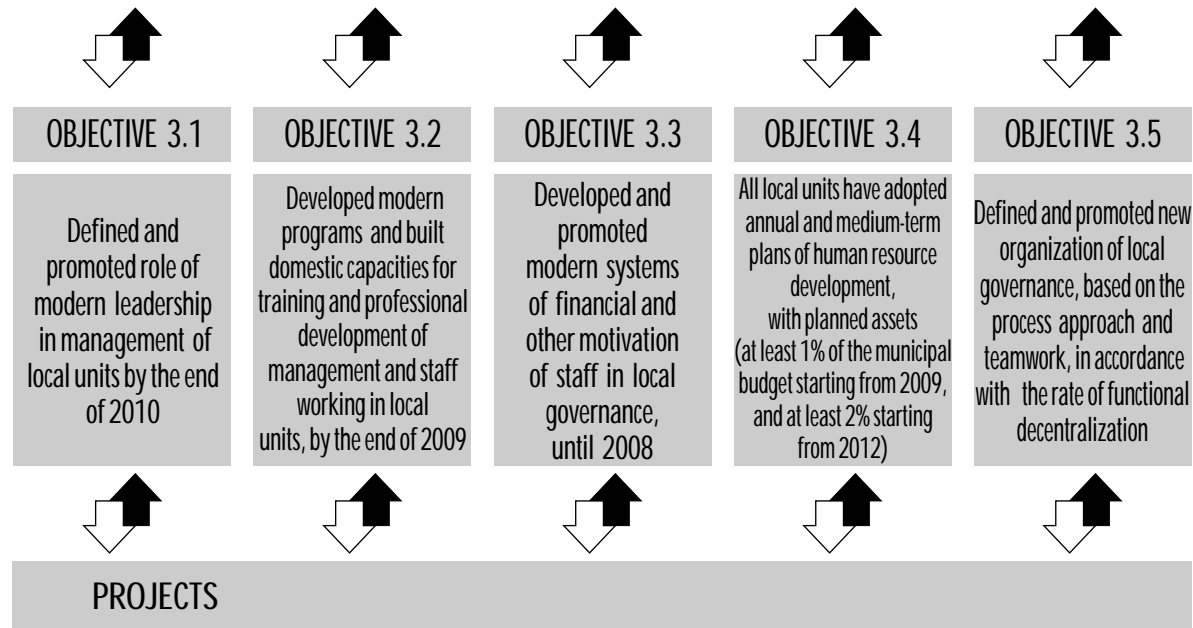 OBJECTIVE 3.1
Defined and
promoted role of
modern leadership
in management of
local units by the end
of 2010
OBJECTIVE 3.2
Developed modern
programs and built
domestic capacities for
training and professional
development of
management and staff
working in local
units, by the end of 2009
OBJECTIVE 3.3
Developed and
promoted
modern systems
of financial and
other motivation
of staff in local
governance,
until 2008
OBJECTIVE 3.4
All local units have adopted
annual and medium-term
plans of human resource
development,
with planned assets
(at least 1% of the municipal
budget starting from 2009,
and at least 2% starting
from 2012)
OBJECTIVE 3.5
Defined and promoted new
organization of local
governance, based on the
process approach and
teamwork, in accordance
with the rate of functional
decentralization
PROJECTS